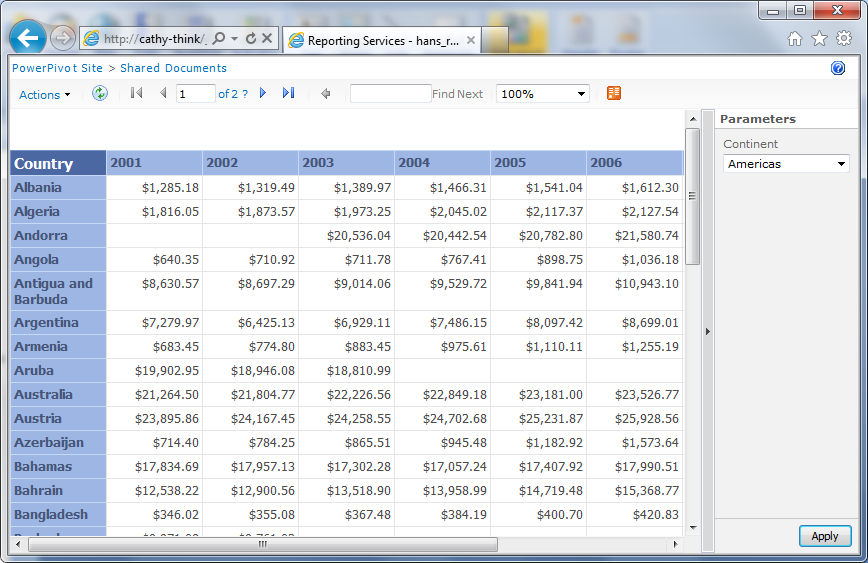 http://cathy-think/_
Reporting Services - hans_r...
PowerPivot Site > Shared Documents
Actions
1
of 2 ?
Find Next
100%
Parameters
Continent
Americas
Country 2001 2002 2003 2004 2005 2006
Albania $1,285.18 $1,319.49 $1,389.97 $1,466.31 $1,541.04 $1,612.30
Algeria $1,816.05 $1,873.57 $1,973.25 $2,045.02 $2,117.37 $2,127.54
Andorra $20,536.04 $20,442.54 $20,782.80 $21,580.74
Angola $640.35 $710.92 $711.78 $767.41 $898.75 $1,036.18
Antigua and $8,630.57 $8,697.29 $9,014.06 $9,529.72 $9,841.94 $10,943.10
Barbuda
Argentina $7,279.97 $6,425.13 $6,929.11 $7,486.15 $8,097.42 $8,699.01
Armenia $683.45 $774.80 $883.45 $975.61 $1,110.11 $1,255.19
Aruba $19,902.95 $18,946.08 $18,810.99
Australia $21,264.50 $21,804.77 $22,226.56 $22,849.18 $23,181.00 $23,526.77
Austria $23,895.86 $24,167.45 $24,258.55 $24,702.68 $25,231.87 $25,928.56
Azerbaijan $714.40 $784.25 $865.51 $945.48 $1,182.92 $1,573.64
Bahamas $17,834.69 $17,957.13 $17,302.28 $17,057.24 $17,407.92 $17,990.51
Bahrain $12,538.22 $12,900.56 $13,518.90 $13,958.99 $14,719.48 $15,368.77
Bangladesh $346.02 $355.08 $367.48 $384.19 $400.70 $420.83
Apply